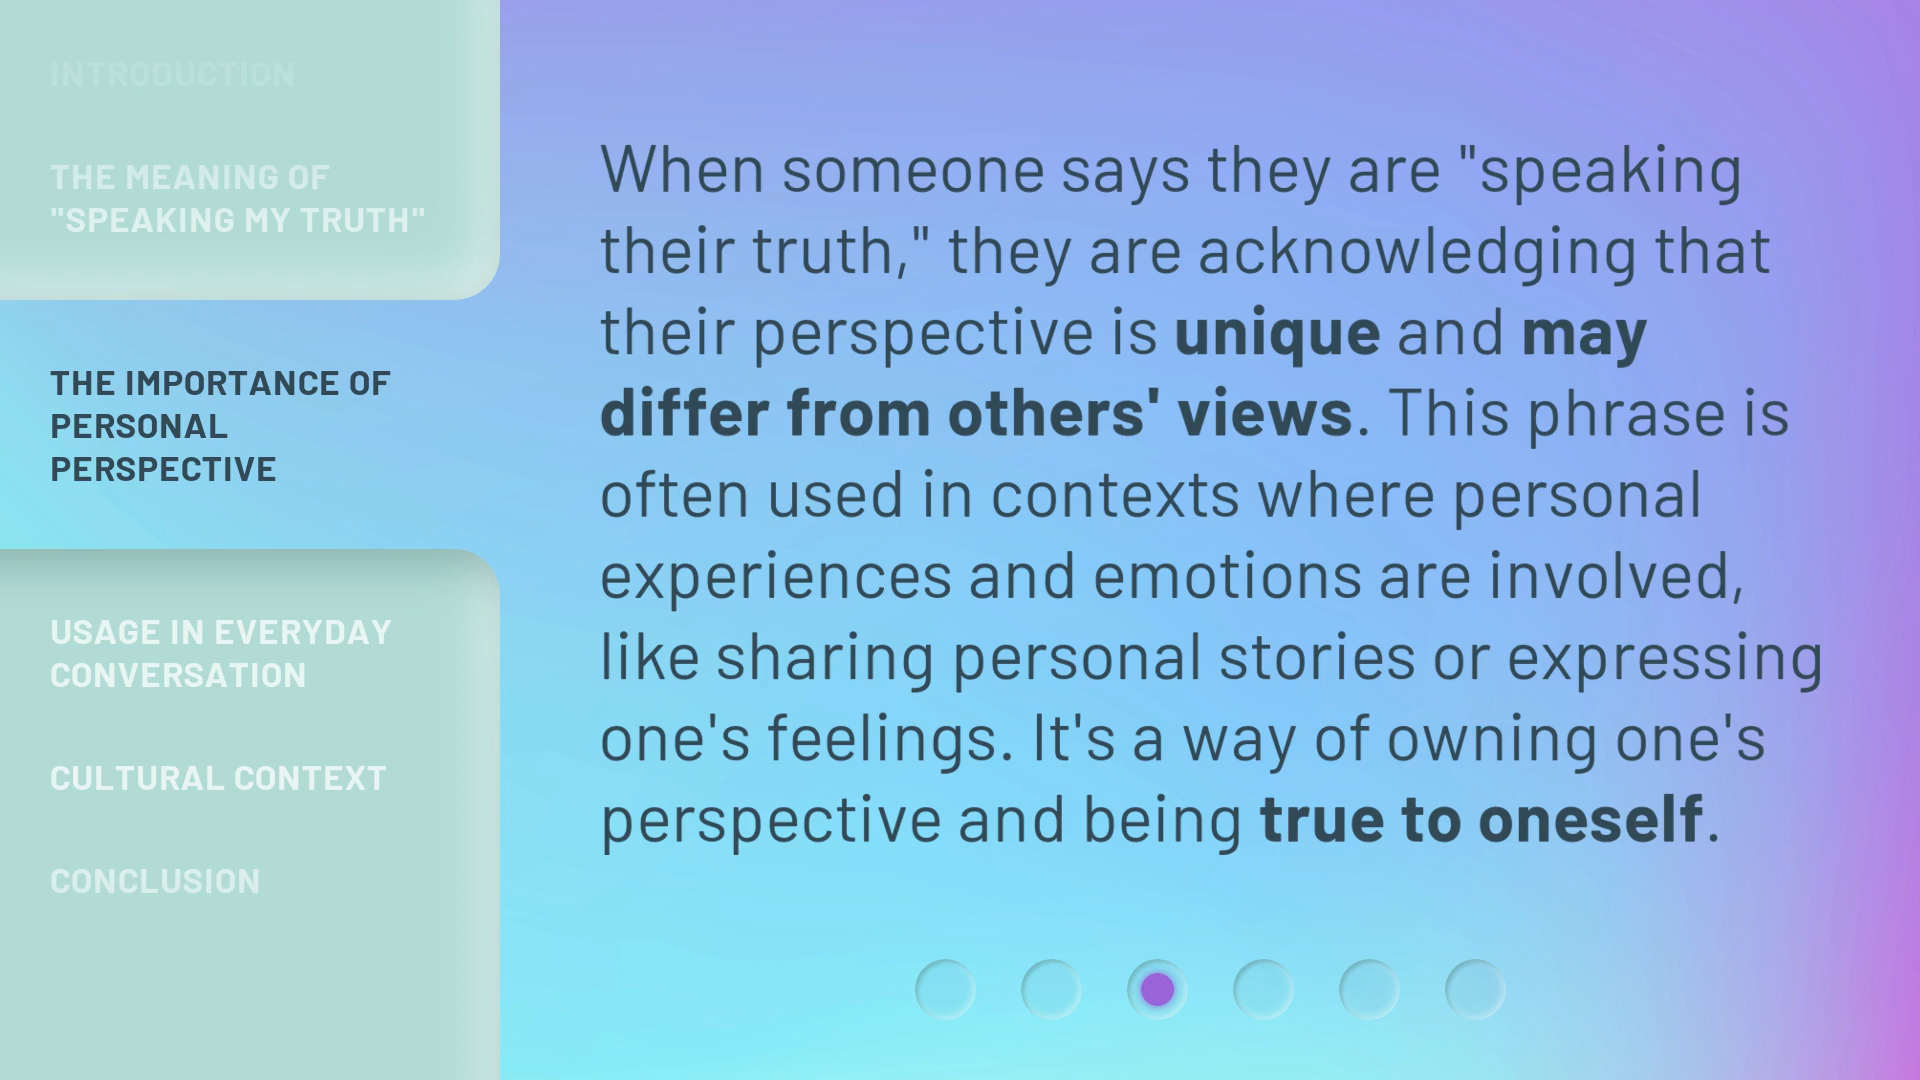 INTRODUCTION
THE MEANING OF
"SPEAKING MY TRUTH"
THE IMPORTANCE OF
PERSONAL
PERSPECTIVE
USAGE IN EVERYDAY
CONVERSATION
CULTURAL CONTEXT
CONCLUSION
When someone says they are "speaking
their truth," they are acknowledging that
their perspective is unique and may
differ from others' views. This phrase is
often used in contexts where personal
experiences and emotions are involved,
like sharing personal stories or expressing
one's feelings. It's a way of owning one's
perspective and being true to oneself.